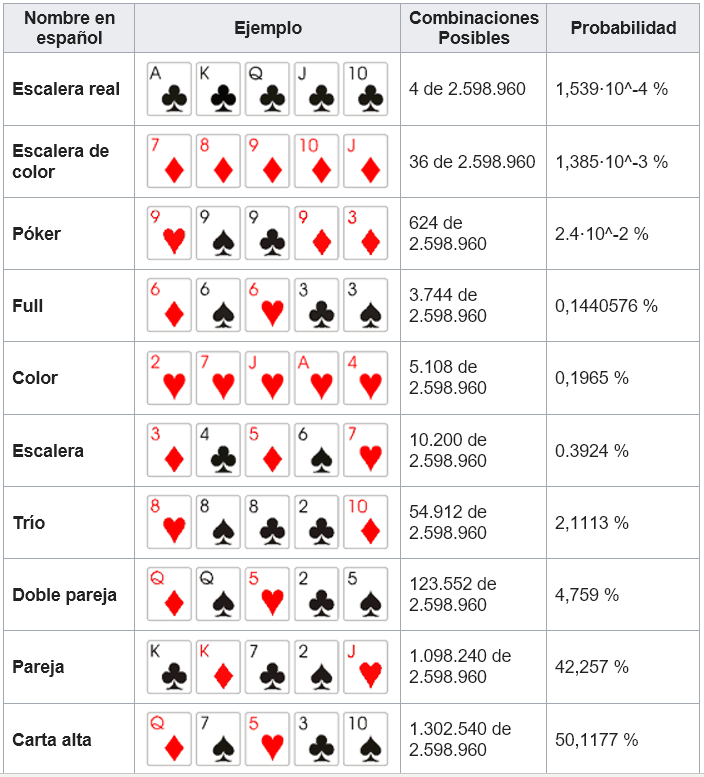 Nombre en
español
Ejemplo
Combinaciones
Posibles
Probabilidad
Escalera real
A K Q J 10
4 de 2.598.960
1,539·10^-4 %
Escalera de
color
7 8 9 10 J
36 de 2.598.960
1,385·10^-3 %
Póker
9 9 9 9 3
624 de
2.598.960
2.4·10^-2 %
Full
6 6 6 3 3
3.744 de
2.598.960
0,1440576 %
Color
2 7 J A 4
5.108 de
2.598.960
0,1965 %
Escalera
3 4 5 6 7
10.200 de
2.598.960
0.3924 %
Trío
8 8 8 2 10
54.912 de
2.598.960
2,1113 %
Doble pareja
Q Q 5 2 5
123.552 de
2.598.960
4,759 %
Pareja
K K 7 2 J
1.098.240 de
2.598.960
42,257 %
Carta alta
Q 7 5 3 10
1.302.540 de
2.598.960
50,1177 %